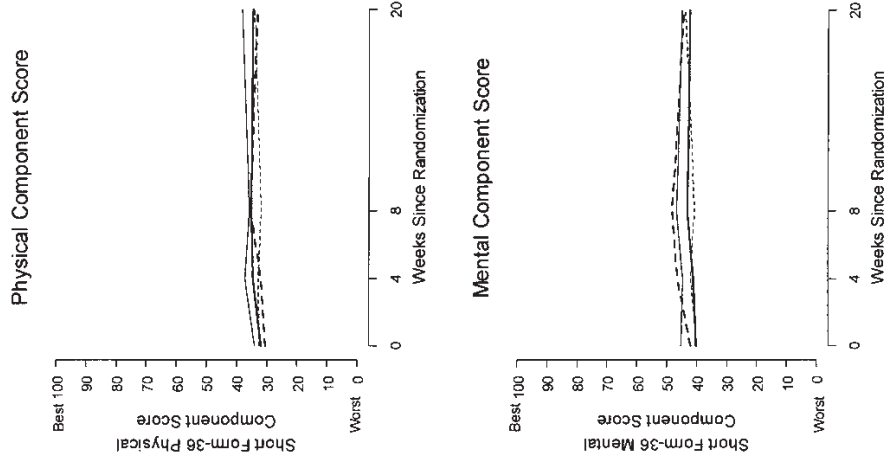 Physical Component Score
Short Form-36 Physical
Component Score
Best 100
90
80
70
60
50
40
30
20
10
Worst 0
0 4 8 20
Weeks Since Randomization
Mental Component Score
Short Form-36 Mental
Component Score
Best 100
90
80
70
60
50
40
30
20
10
Worst 0
0 4 8 20
Weeks Since Randomization